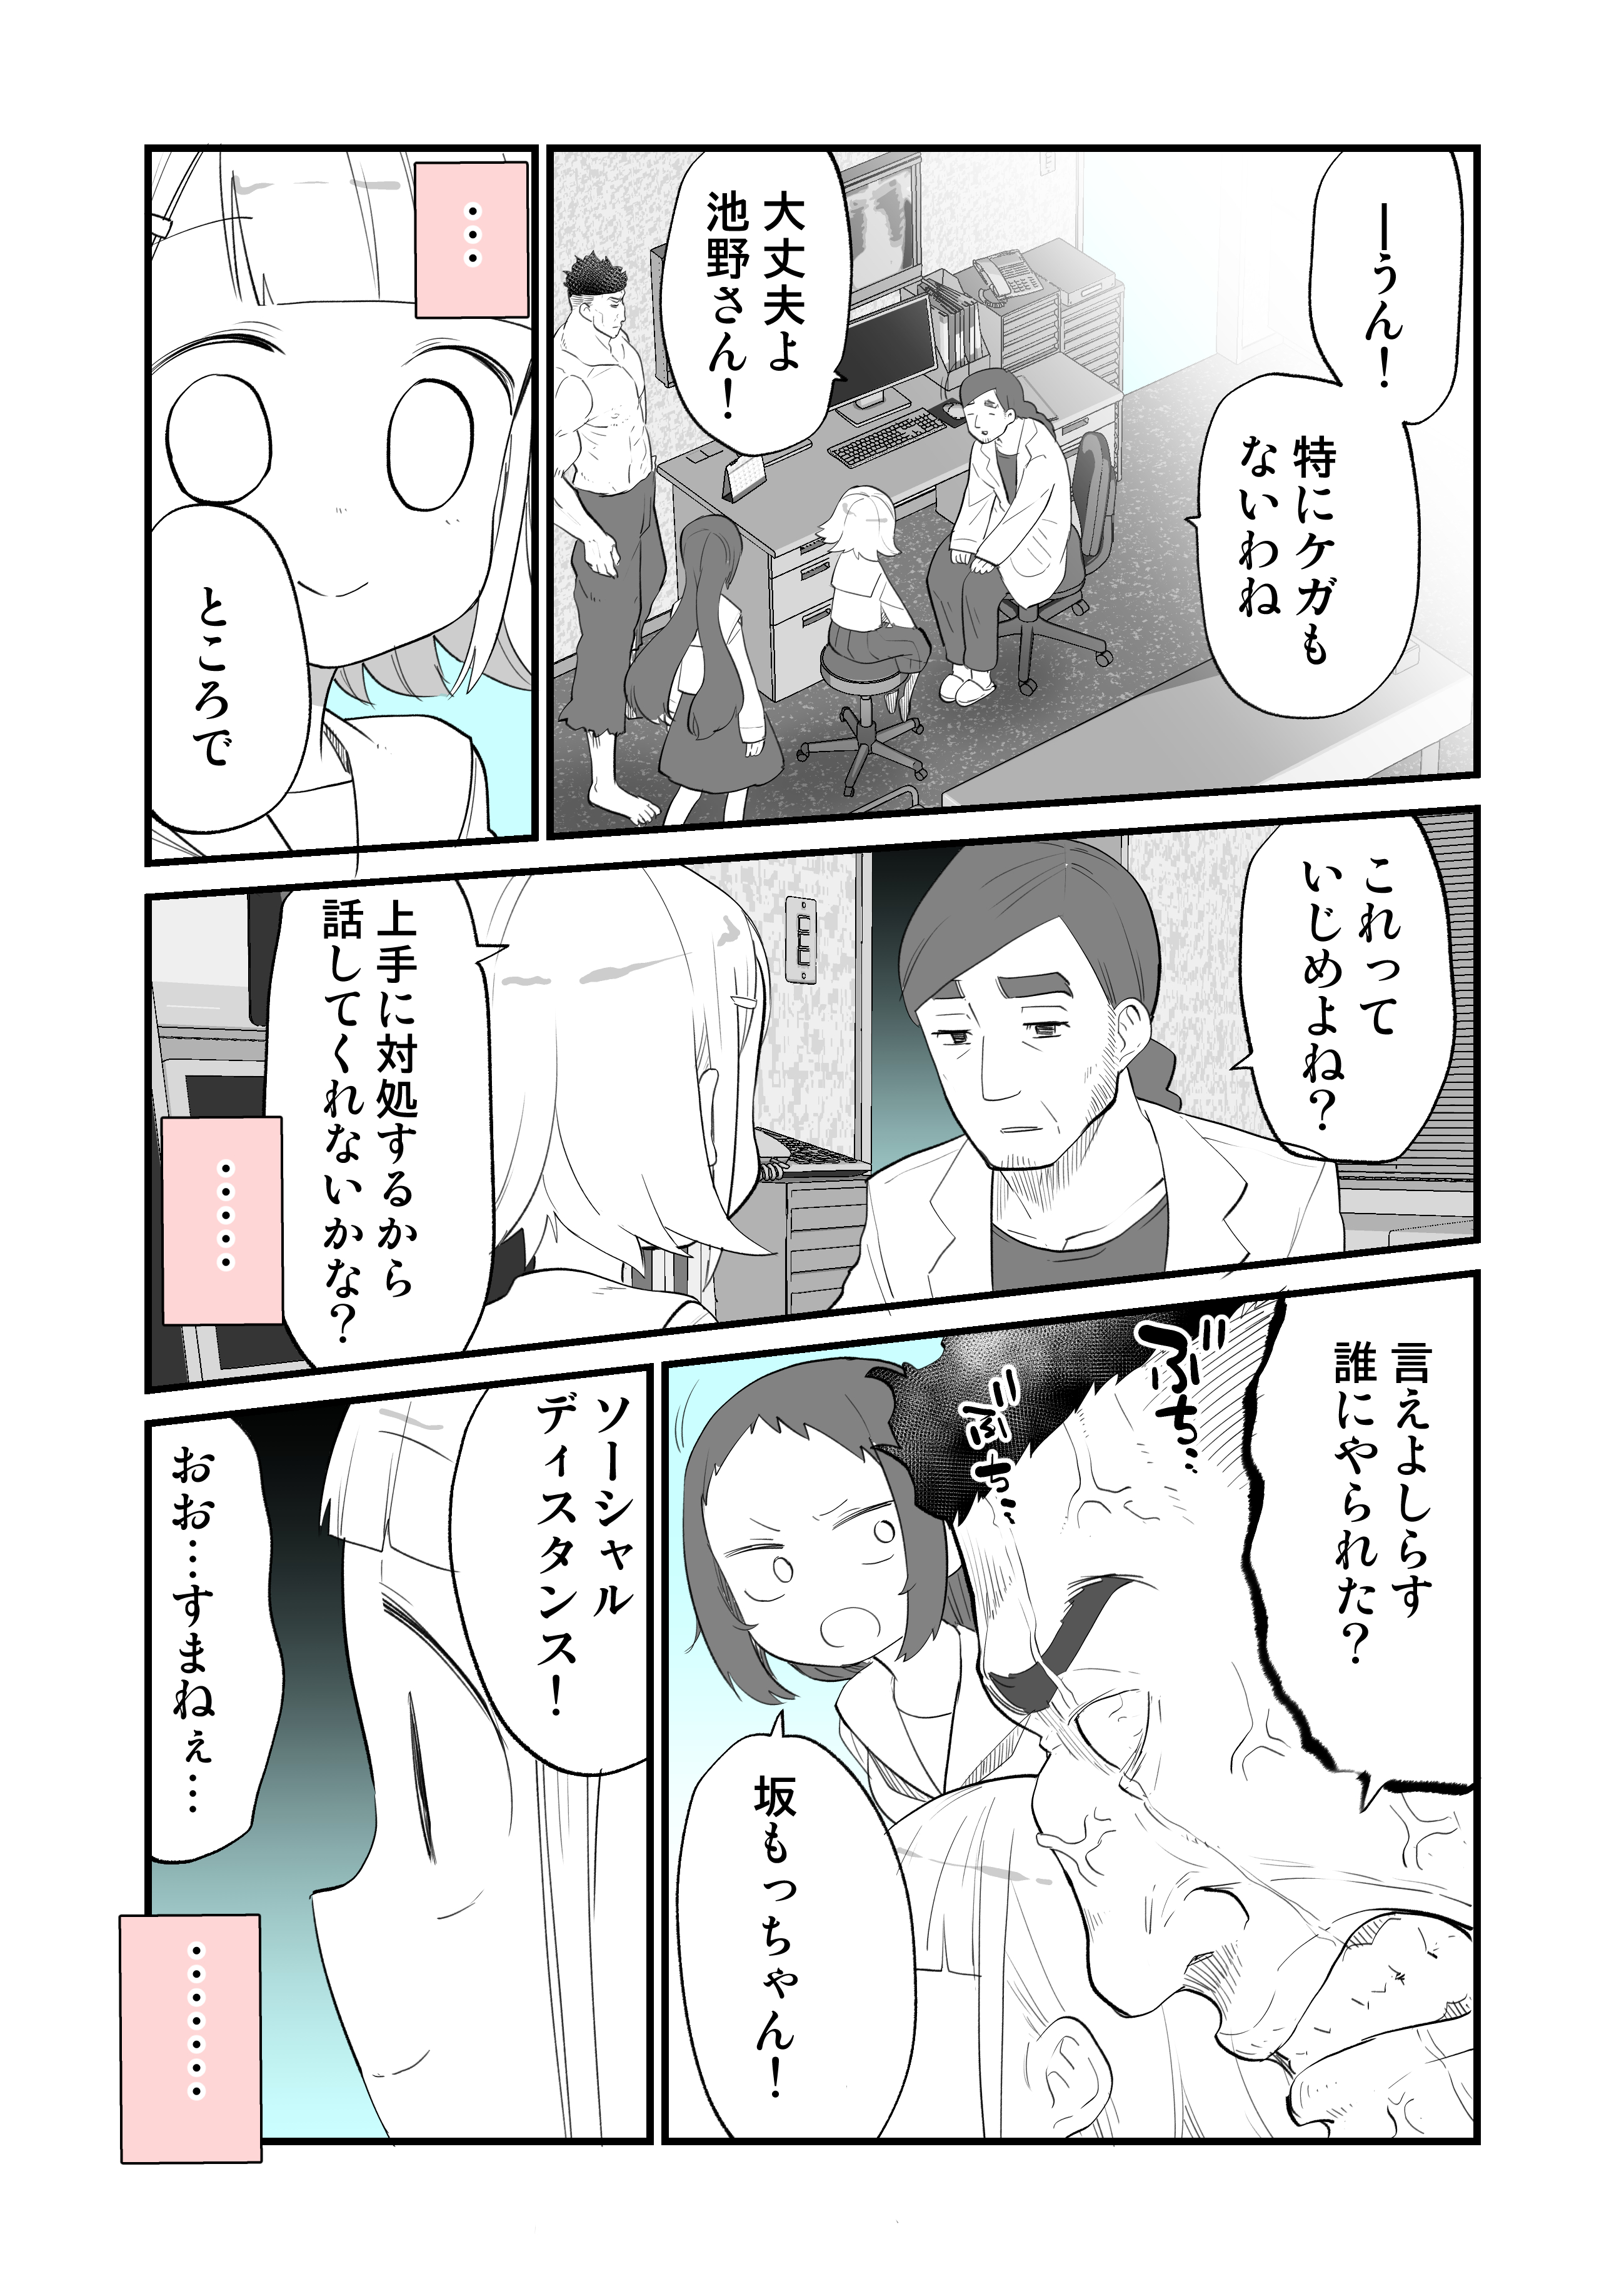 ーうん！
特にケガも
ないわね
大丈夫よ
池野さん！
…
ところで
これって
いじめよね？
上手に対処するから
話してくれないかな？
……
言えよしらす
誰にやられた？
ぶち…
ぶち…
坂もっちゃん！
ソーシャル
ディスタンス！
おお…すまねぇ…
………